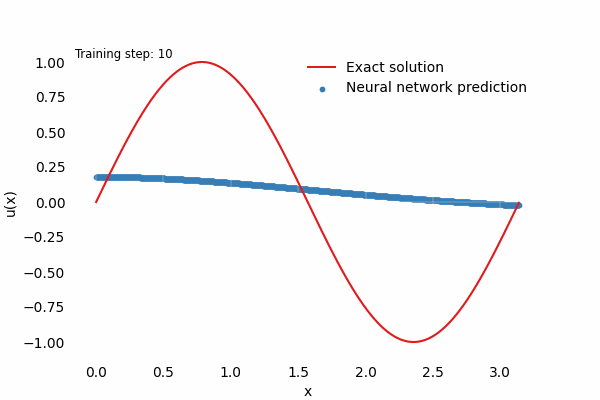 Training step: 10
Exact solution
Neural network prediction
1.00
0.75
0.50
0.25
0.00
−0.25
−0.50
−0.75
−1.00
u(x)
0.0 0.5 1.0 1.5 2.0 2.5 3.0
x